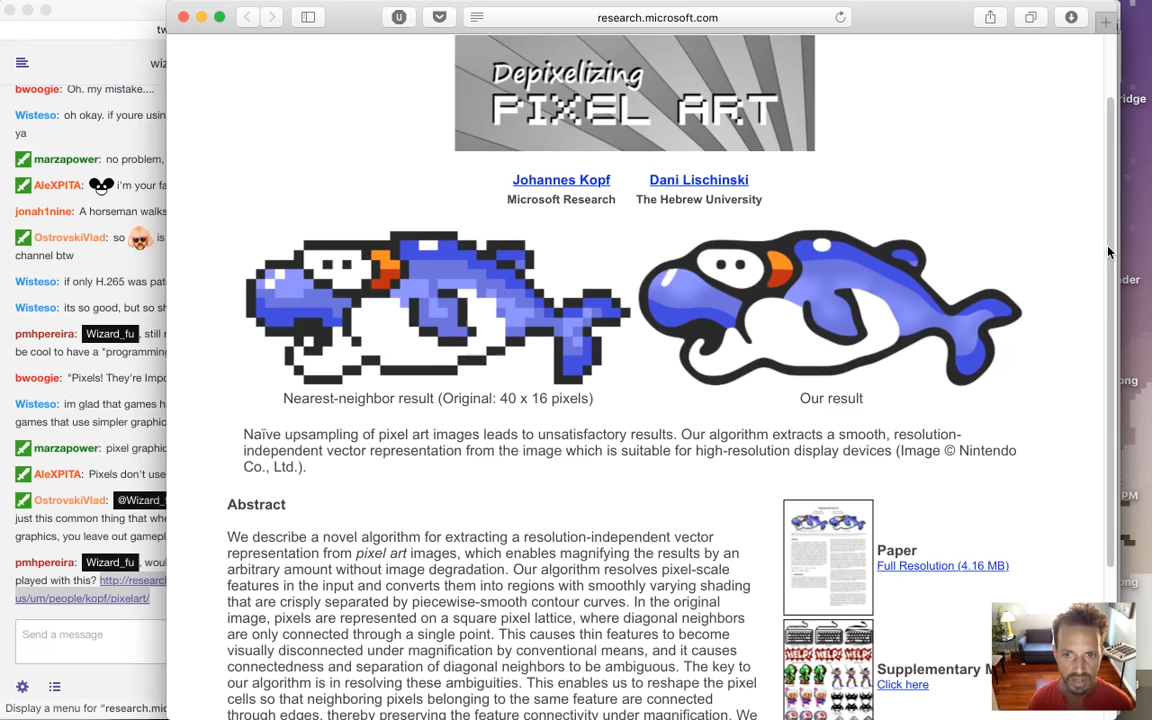 research.microsoft.com
tw
wiz
bwoogie: Oh. my mistake....
Wisteso: oh okay. if youre usin
ya
marzapower: no problem,
AleXPITA: i'm your fa
jonah1nine: A horseman walks
OstrovskiVlad: so is
channel btw
Wisteso: if only H.265 was pat
Wisteso: its so good, but so sh
pmhpereira: Wizard_fu , still r
be cool to have a "programming
bwoogie: "Pixels! They're Impo
Wisteso: im glad that games h
games that use simpler graphic
marzapower: pixel graphic
AleXPITA: Pixels don't use
OstrovskiVlad: @Wizard_f
just this common thing that whe
graphics, you leave out gamepl
pmhpereira: Wizard_fu , woul
played with this? http://research
us/um/people/kopf/pixelart/
Send a message
Display a menu for "research.mic
Depixelizing
PIXEL ART
Johannes Kopf Dani Lischinski
Microsoft Research The Hebrew University
Nearest-neighbor result (Original: 40 x 16 pixels) Our result
Naïve upsampling of pixel art images leads to unsatisfactory results. Our algorithm extracts a smooth, resolution-
independent vector representation from the image which is suitable for high-resolution display devices (Image © Nintendo
Co., Ltd.).
Abstract
We describe a novel algorithm for extracting a resolution-independent vector
representation from pixel art images, which enables magnifying the results by an
arbitrary amount without image degradation. Our algorithm resolves pixel-scale
features in the input and converts them into regions with smoothly varying shading
that are crisply separated by piecewise-smooth contour curves. In the original
image, pixels are represented on a square pixel lattice, where diagonal neighbors
are only connected through a single point. This causes thin features to become
visually disconnected under magnification by conventional means, and it causes
connectedness and separation of diagonal neighbors to be ambiguous. The key to
our algorithm is in resolving these ambiguities. This enables us to reshape the pixel
cells so that neighboring pixels belonging to the same feature are connected
through edges, thereby preserving the feature connectivity under magnification. We
Paper
Full Resolution (4.16 MB)
HELP!
Supplementary M
Click here
ridge
nder
ong
PM
ong